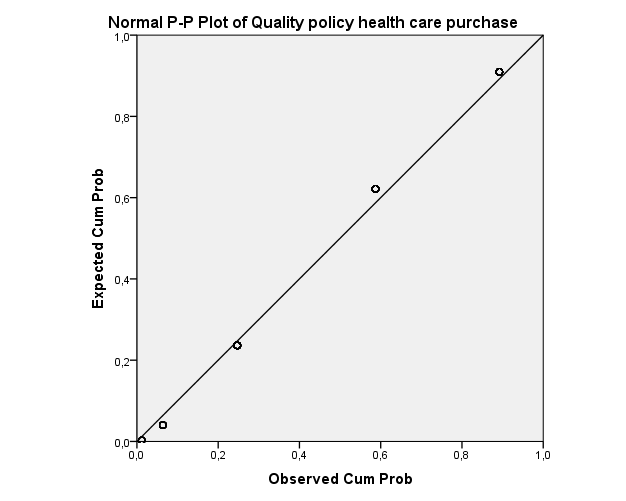 Normal P-P Plot of Quality policy health care purchase
1,0
0,8
0,6
0,4
0,2
0,0
Expected Cum Prob
0,0 0,2 0,4 0,6 0,8 1,0
Observed Cum Prob